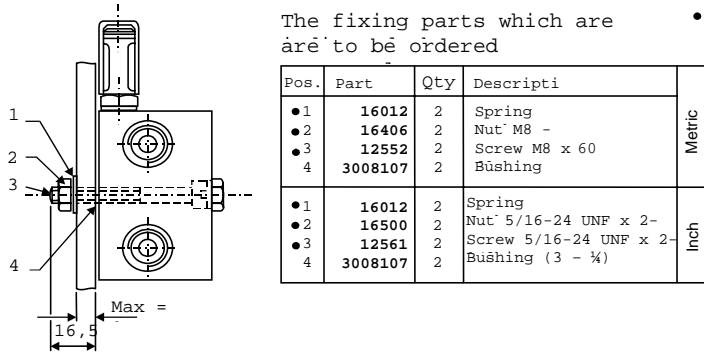 The fixing parts which are
are to be ordered
•
Pos. Part Qty Descripti
•1 16012 2 Spring
•2 16406 2 Nut M8 -
•3 12552 2 Screw M8 x 60
4 3008107 2 Bushing
Metric
•1 16012 2 Spring
•2 16500 2 Nut 5/16-24 UNF x 2-
•3 12561 2 Screw 5/16-24 UNF x 2-
4 3008107 2 Bushing (3 - ¼)
Inch
1
2
3
4
Max =
16,5